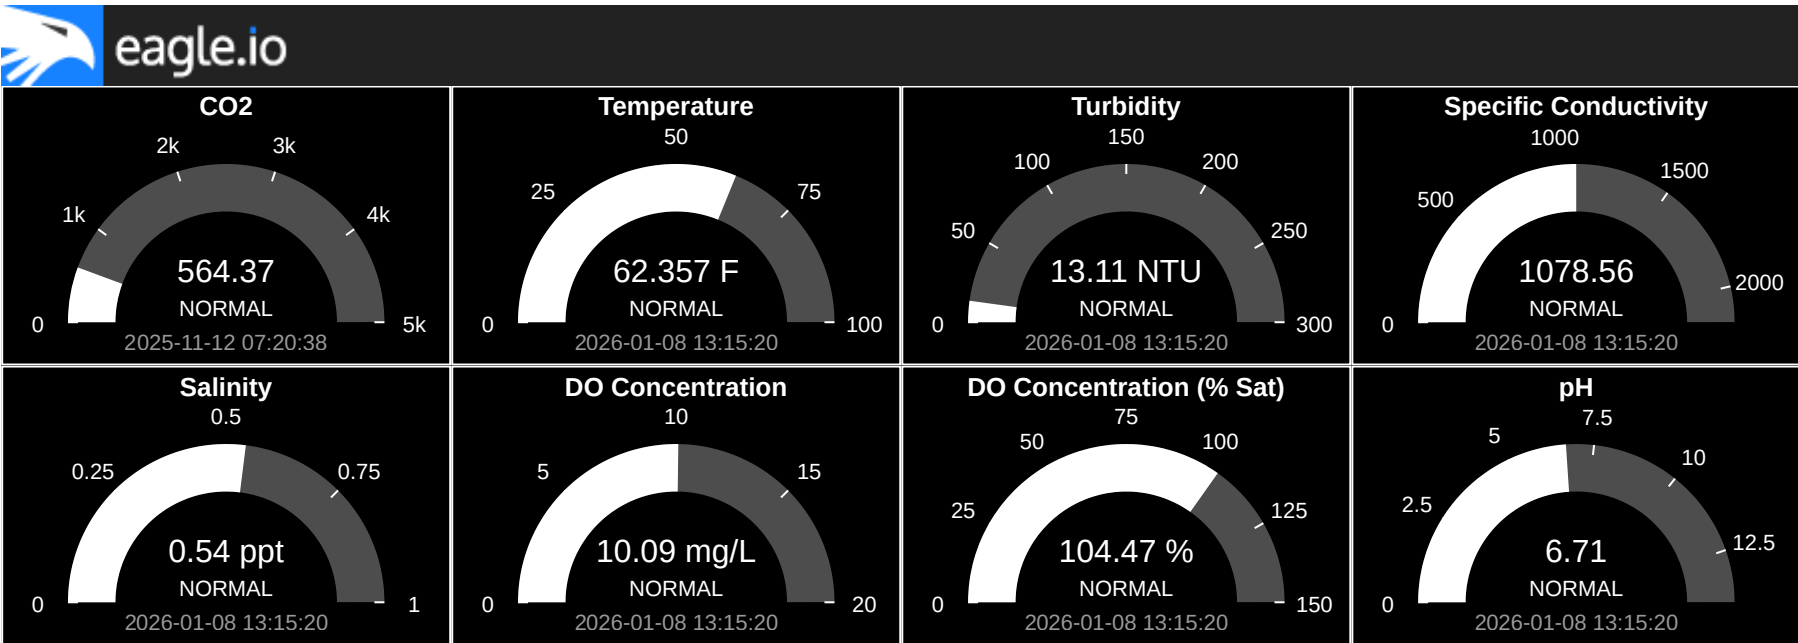 eagle.io
CO2
2k 3k
1k 4k
564.37
NORMAL
0 5k
2025-11-12 07:20:38
Temperature
50
25 75
62.357 F
NORMAL
0 100
2026-01-08 13:15:20
Turbidity
150
100 200
50 250
13.11 NTU
NORMAL
0 300
2026-01-08 13:15:20
Specific Conductivity
1000
1500
500
1078.56
2000
NORMAL
0
2026-01-08 13:15:20
Salinity
0.5
0.25 0.75
0.54 ppt
NORMAL
0 1
2026-01-08 13:15:20
DO Concentration
10
5 15
10.09 mg/L
NORMAL
0 20
2026-01-08 13:15:20
DO Concentration (% Sat)
75
50 100
25 125
104.47 %
NORMAL
0 150
2026-01-08 13:15:20
pH
7.5
5
10
2.5
12.5
6.71
NORMAL
0
2026-01-08 13:15:20